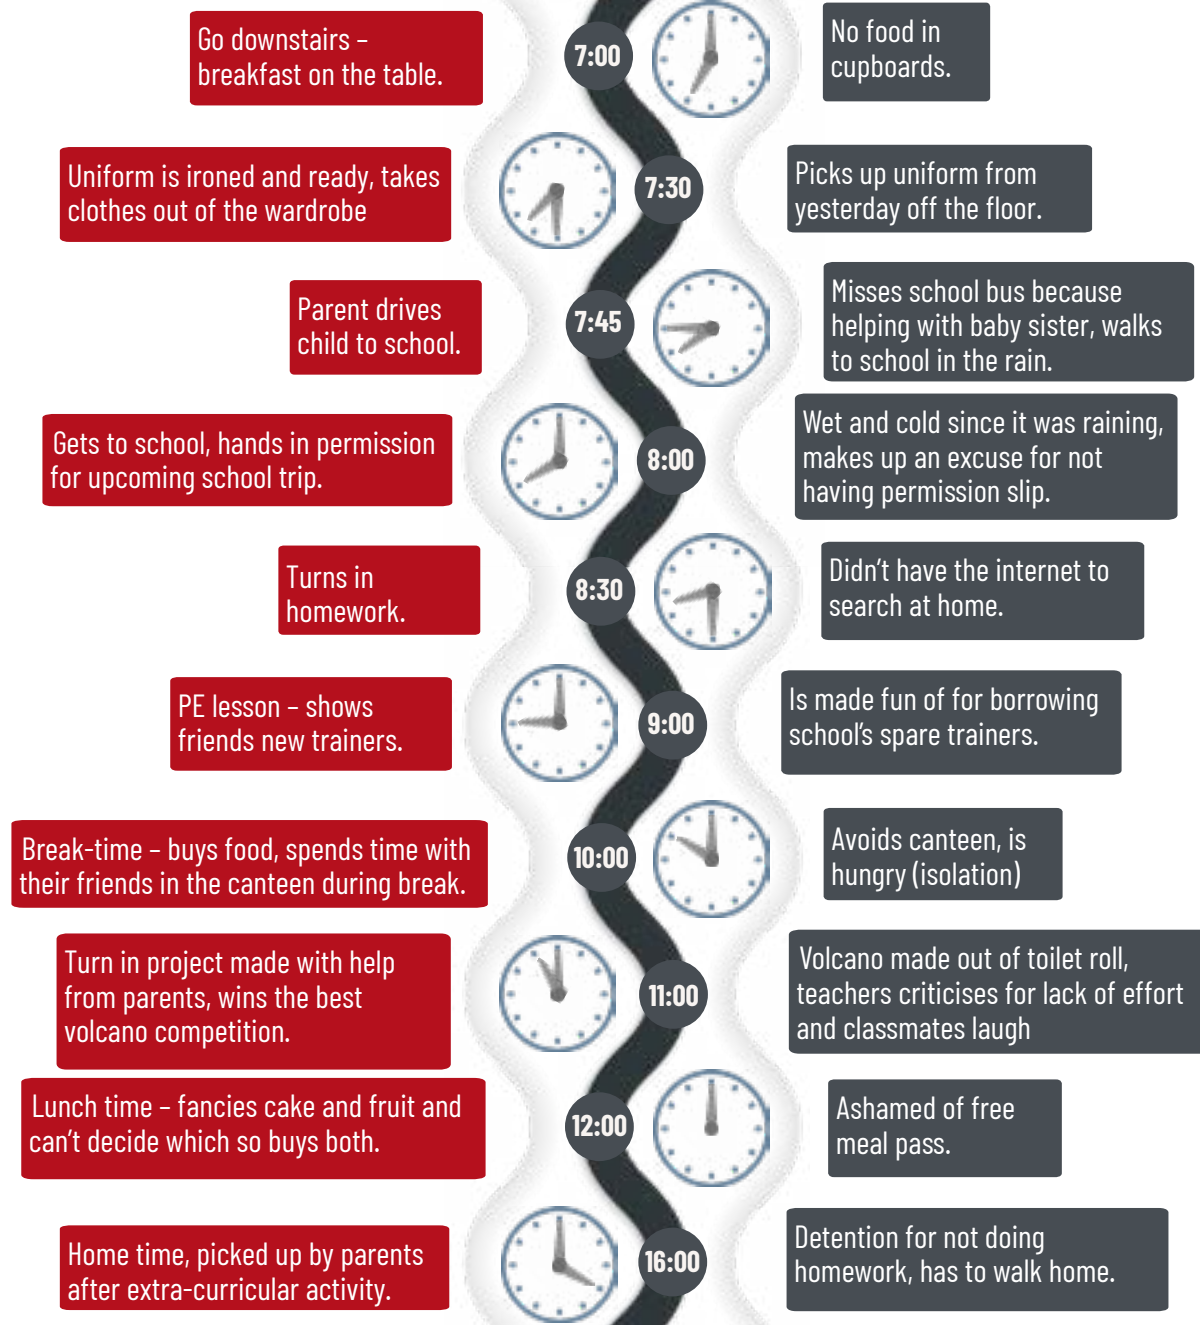 Go downstairs –
breakfast on the table.
7:00
No food in
cupboards.
Uniform is ironed and ready, takes
clothes out of the wardrobe
7:30
Picks up uniform from
yesterday off the floor.
Parent drives
child to school.
7:45
Misses school bus because
helping with baby sister, walks
to school in the rain.
Gets to school, hands in permission
for upcoming school trip.
8:00
Wet and cold since it was raining,
makes up an excuse for not
having permission slip.
Turns in
homework.
8:30
Didn't have the internet to
search at home.
PE lesson – shows
friends new trainers.
9:00
Is made fun of for borrowing
school's spare trainers.
Break-time – buys food, spends time with
their friends in the canteen during break.
10:00
Avoids canteen, is
hungry (isolation)
Turn in project made with help
from parents, wins the best
volcano competition.
11:00
Volcano made out of toilet roll,
teachers criticises for lack of effort
and classmates laugh
Lunch time – fancies cake and fruit and
can't decide which so buys both.
12:00
Ashamed of free
meal pass.
Home time, picked up by parents
after extra-curricular activity.
16:00
Detention for not doing
homework, has to walk home.